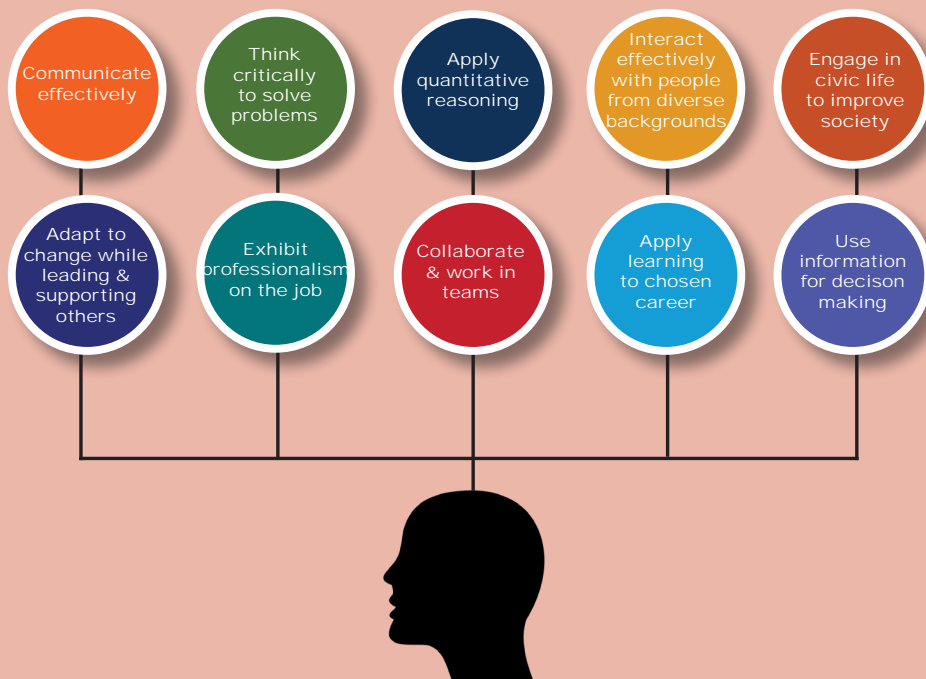 Communicate
effectively
Think
critically
to solve
problems
Apply
quantitative
reasoning
Interact
effectively
with people
from diverse
backgrounds
Engage in
civic life
to improve
society
Adapt to
change while
leading &
supporting
others
Exhibit
professionalism
on the job
Collaborate
& work in
teams
Apply
learning
to chosen
career
Use
information
for decison
making